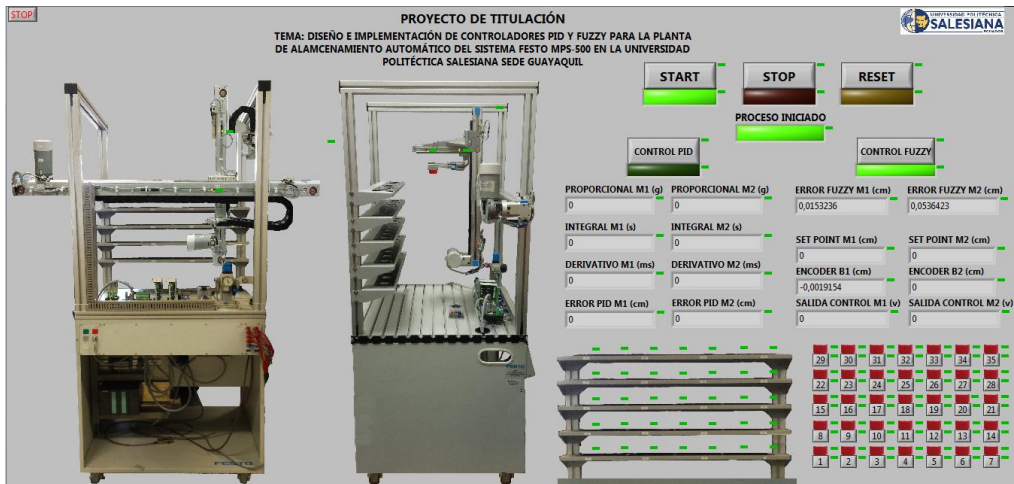 STOP
PROYECTO DE TITULACIÓN
UNIVERSIDAD POLITÉCNICA
SALESIANA
ECUADOR
TEMA: DISEÑO E IMPLEMENTACIÓN DE CONTROLADORES PID Y FUZZY PARA LA PLANTA
DE ALAMCENAMIENTO AUTOMÁTICO DEL SISTEMA FESTO MPS-500 EN LA UNIVERSIDAD
POLITÉCTICA SALESIANA SEDE GUAYAQUIL
START STOP RESET
PROCESO INICIADO
CONTROL PID CONTROL FUZZY
PROPORCIONAL M1 (g) PROPORCIONAL M2 (g) ERROR FUZZY M1 (cm) ERROR FUZZY M2 (cm)
0 0 0,0153236 0,0536423
INTEGRAL M1 (s) INTEGRAL M2 (s) SET POINT M1 (cm) SET POINT M2 (cm)
0 0 0 0
DERIVATIVO M1 (ms) DERIVATIVO M2 (ms) ENCODER B1 (cm) ENCODER B2 (cm)
0 0 -0,0019154 0
ERROR PID M1 (cm) ERROR PID M2 (cm) SALIDA CONTROL M1 (v) SALIDA CONTROL M2 (v)
0 0 0 0
29 30 31 32 33 34 35
22 23 24 25 26 27 28
15 16 17 18 19 20 21
8 9 10 11 12 13 14
1 2 3 4 5 6 7
FESTO
FESTO